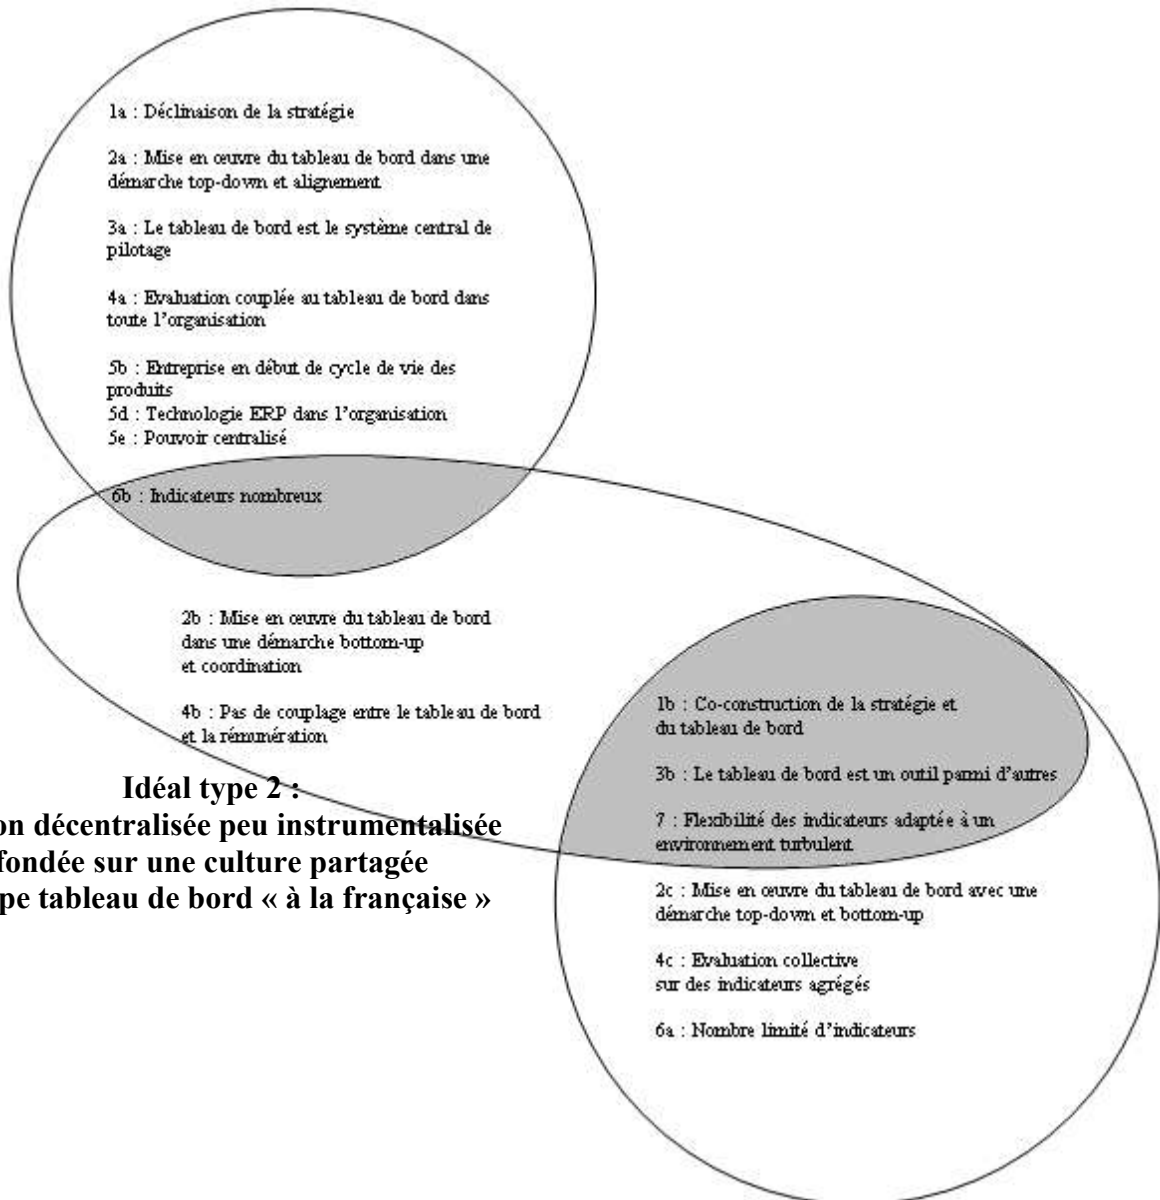 1a : Déclinaison de la stratégie
2a : Mise en œuvre du tableau de bord dans une
démarche top-down et alignement
3a : Le tableau de bord est le système central de
pilotage
4a : Evaluation couplée au tableau de bord dans
toute l'organisation
5b : Entreprise en début de cycle de vie des
produits
5d : Technologie ERP dans l'organisation
5e : Pouvoir centralisé
6b : Indicateurs nombreux
2b : Mise en œuvre du tableau de bord
dans une démarche bottom-up
et coordination
4b : Pas de couplage entre le tableau de bord
et la rémunération
Idéal type 2 :
on décentralisée peu instrumentalisée
fondée sur une culture partagée
pe tableau de bord « à la française »
1b : Co-construction de la stratégie et
du tableau de bord
3b : Le tableau de bord est un outil parmi d'autres
7 : Flexibilité des indicateurs adaptée à un
environnement turbulent
2c : Mise en œuvre du tableau de bord avec une
démarche top-down et bottom-up
4c : Evaluation collective
sur des indicateurs agrégés
6a : Nombre limité d'indicateurs